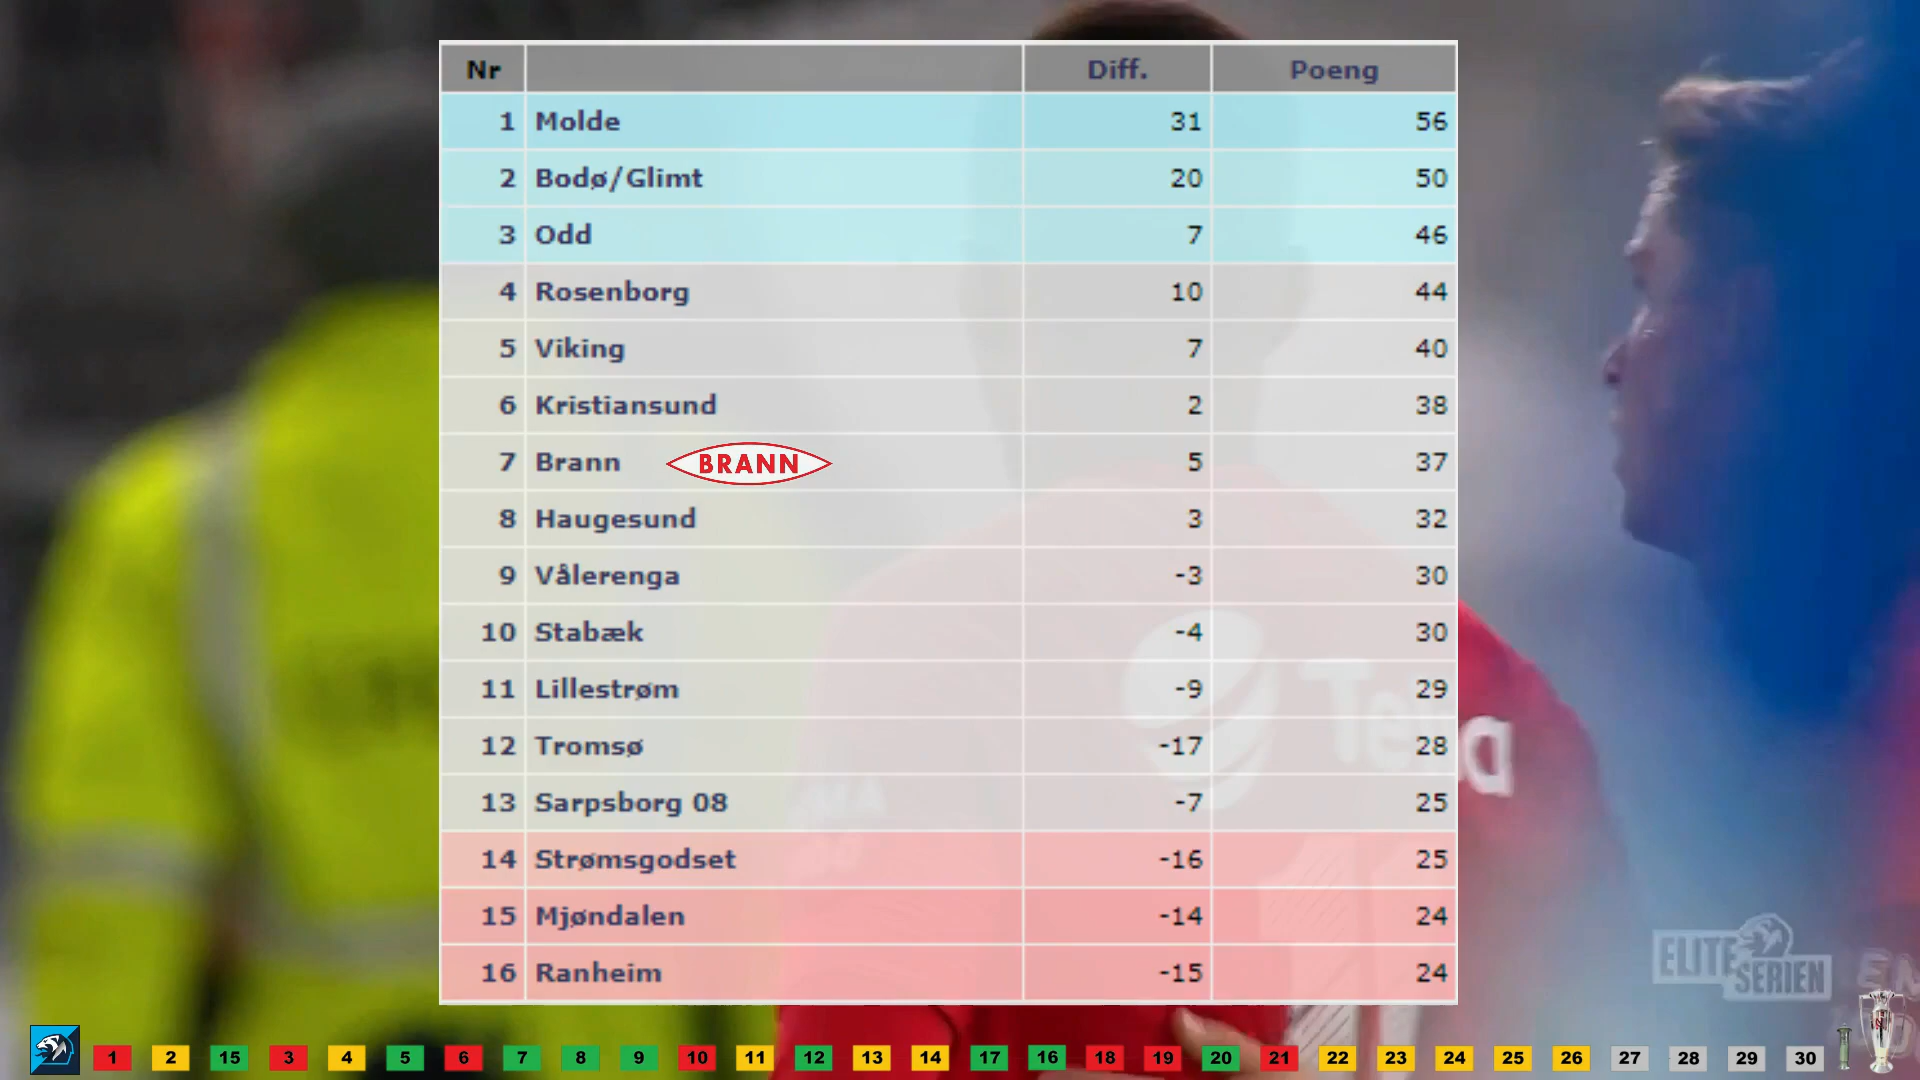 Nr Diff. Poeng
1 Molde 31 56
2 Bodø/Glimt 20 50
3 Odd 7 46
4 Rosenborg 10 44
5 Viking 7 40
6 Kristiansund 2 38
7 Brann BRANN 5 37
8 Haugesund 3 32
9 Vålerenga -3 30
10 Stabæk -4 30
11 Lillestrøm -9 29
12 Tromsø -17 28
13 Sarpsborg 08 -7 25
14 Strømsgodset -16 25
15 Mjøndalen -14 24
16 Ranheim -15 24
ELITE
SERIEN
1 2 15 3 4 5 6 7 8 9 10 11 12 13 14 17 16 18 19 20 21 22 23 24 25 26 27 28 29 30